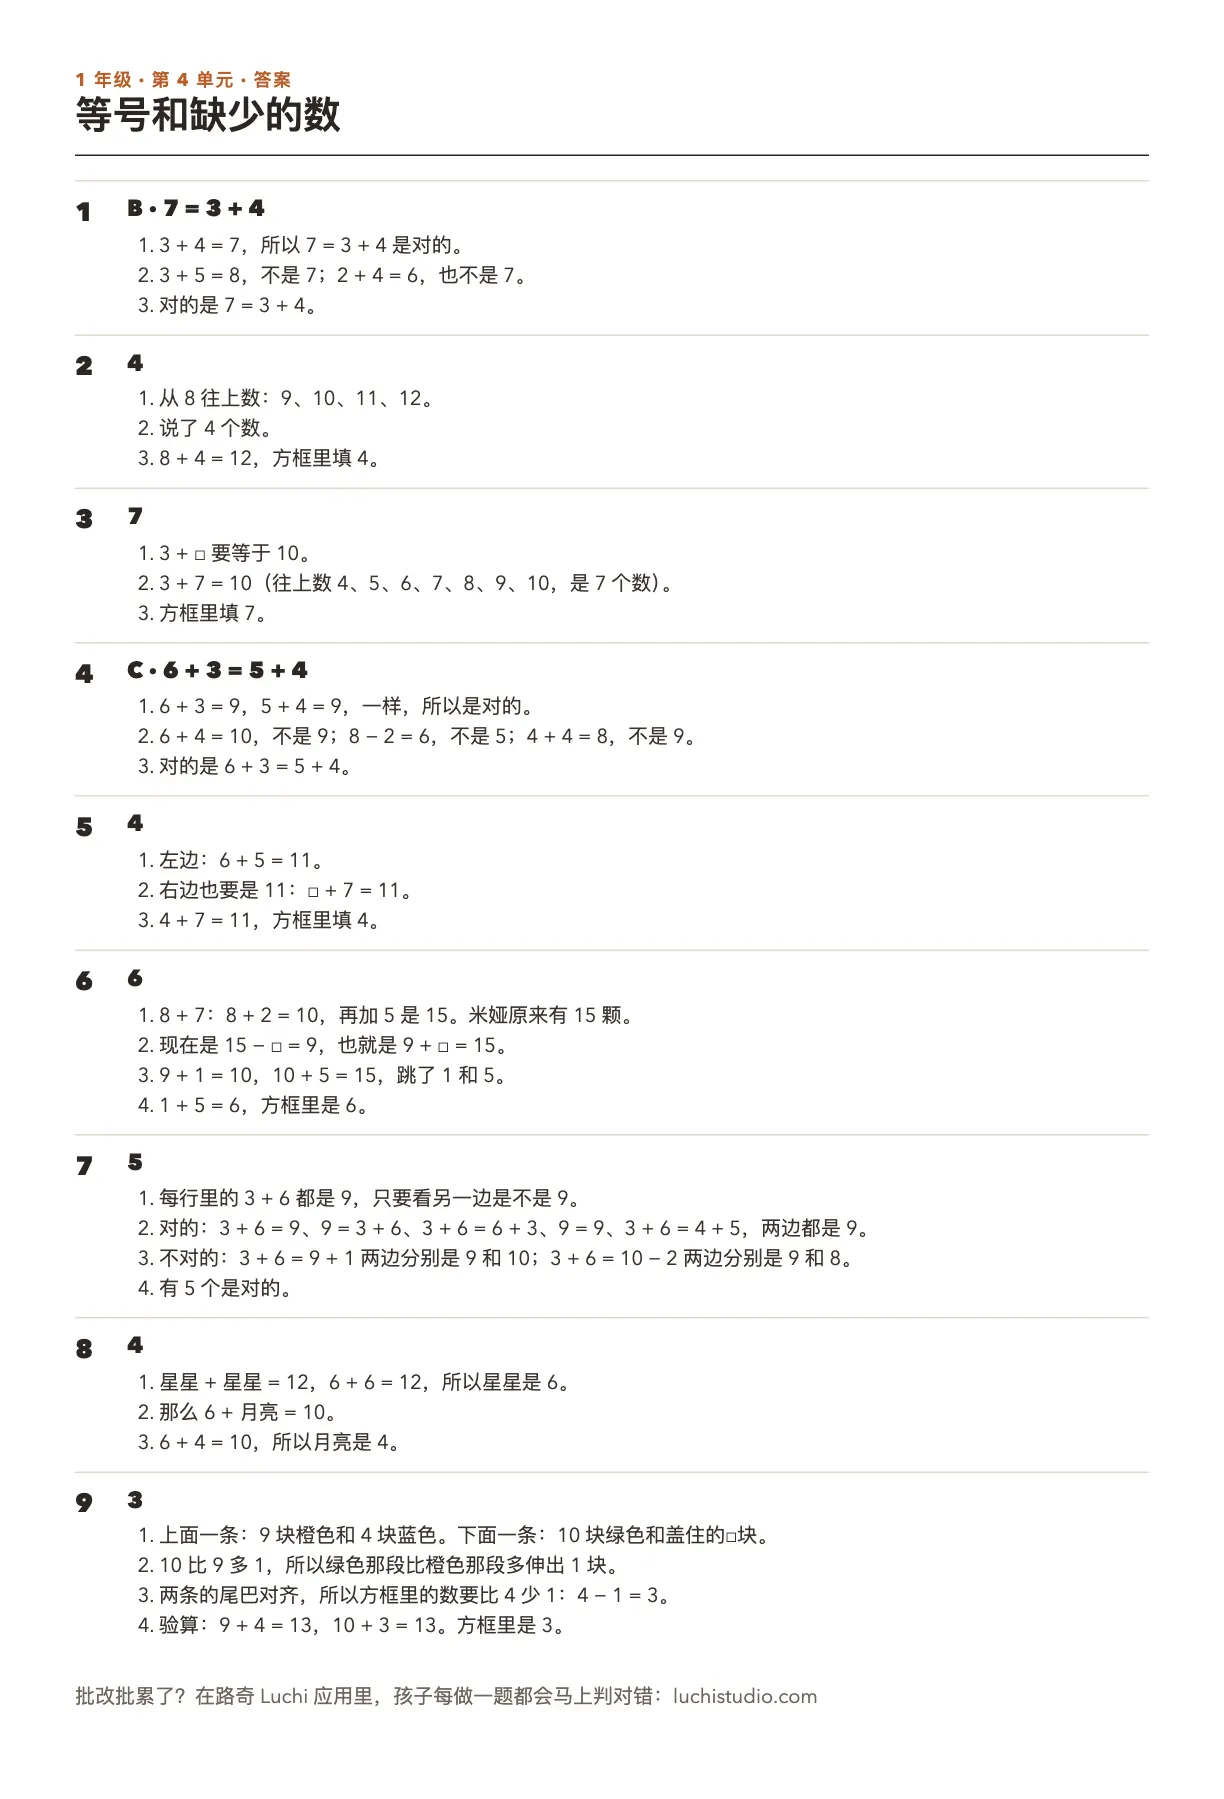 1 年级 · 第 4 单元 · 答案
等号和缺少的数
1 B · 7 = 3 + 4
1. 3 + 4 = 7，所以 7 = 3 + 4 是对的。
2. 3 + 5 = 8，不是 7；2 + 4 = 6，也不是 7。
3. 对的是 7 = 3 + 4。
2 4
1. 从 8 往上数：9、10、11、12。
2. 说了 4 个数。
3. 8 + 4 = 12，方框里填 4。
3 7
1. 3 + □ 要等于 10。
2. 3 + 7 = 10（往上数 4、5、6、7、8、9、10，是 7 个数）。
3. 方框里填 7。
4 C · 6 + 3 = 5 + 4
1. 6 + 3 = 9，5 + 4 = 9，一样，所以是对的。
2. 6 + 4 = 10，不是 9；8 − 2 = 6，不是 5；4 + 4 = 8，不是 9。
3. 对的是 6 + 3 = 5 + 4。
5 4
1. 左边：6 + 5 = 11。
2. 右边也要是 11：□ + 7 = 11。
3. 4 + 7 = 11，方框里填 4。
6 6
1. 8 + 7：8 + 2 = 10，再加 5 是 15。米娅原来有 15 颗。
2. 现在是 15 − □ = 9，也就是 9 + □ = 15。
3. 9 + 1 = 10，10 + 5 = 15，跳了 1 和 5。
4. 1 + 5 = 6，方框里是 6。
7 5
1. 每行里的 3 + 6 都是 9，只要看另一边是不是 9。
2. 对的：3 + 6 = 9、9 = 3 + 6、3 + 6 = 6 + 3、9 = 9、3 + 6 = 4 + 5，两边都是 9。
3. 不对的：3 + 6 = 9 + 1 两边分别是 9 和 10；3 + 6 = 10 − 2 两边分别是 9 和 8。
4. 有 5 个是对的。
8 4
1. 星星 + 星星 = 12，6 + 6 = 12，所以星星是 6。
2. 那么 6 + 月亮 = 10。
3. 6 + 4 = 10，所以月亮是 4。
9 3
1. 上面一条：9 块橙色和 4 块蓝色。下面一条：10 块绿色和盖住的□块。
2. 10 比 9 多 1，所以绿色那段比橙色那段多伸出 1 块。
3. 两条的尾巴对齐，所以方框里的数要比 4 少 1：4 − 1 = 3。
4. 验算：9 + 4 = 13，10 + 3 = 13。方框里是 3。
批改批累了？在路奇 Luchi 应用里，孩子每做一题都会马上判对错：luchistudio.com